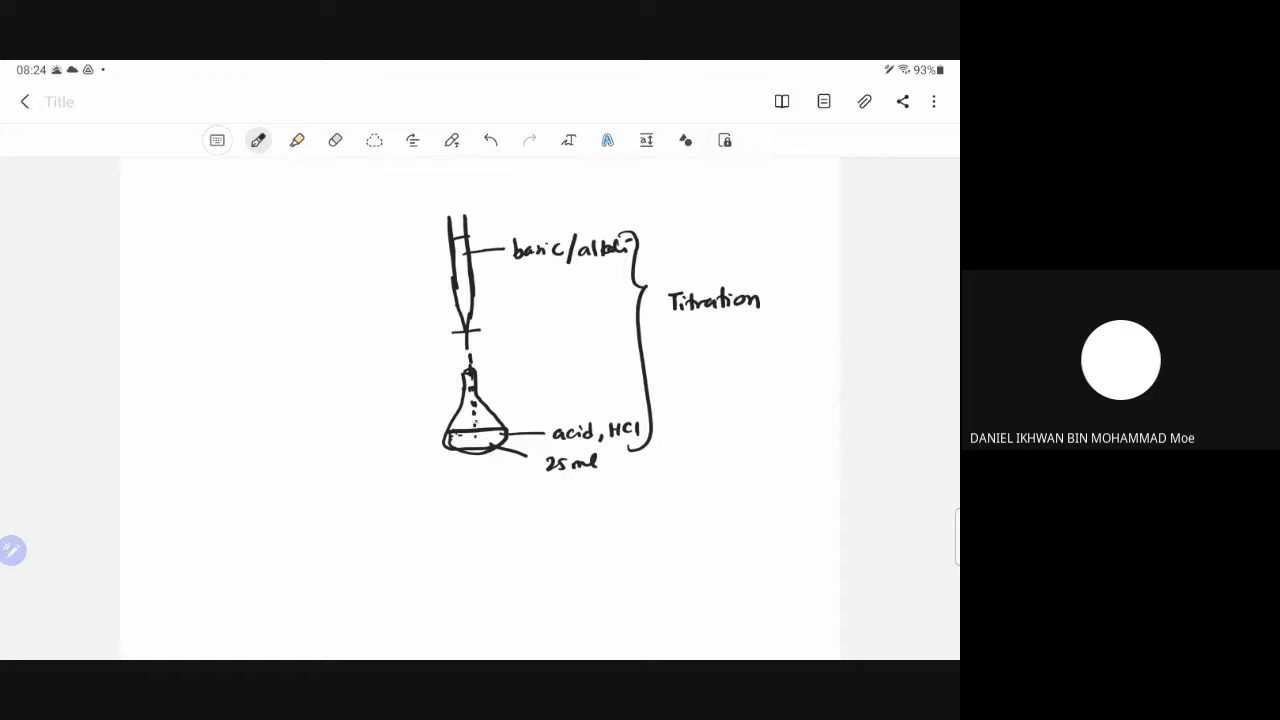 08:24
93%
Title
basic/alkali
Titration
acid, HCl
25 ml
DANIEL IKHWAN BIN MOHAMMAD Moe